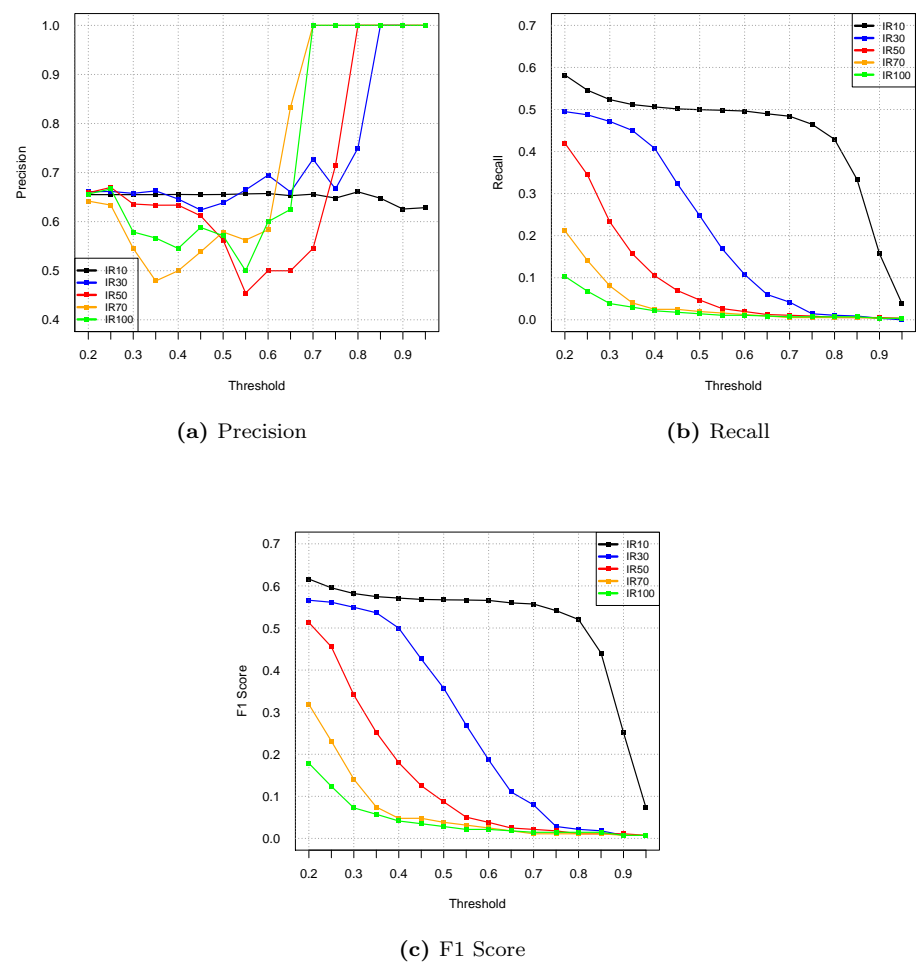 1.0
0.9
0.8
0.7
0.6
0.5
0.4
Precision
IR10
IR30
IR50
IR70
IR100
0.2 0.3 0.4 0.5 0.6 0.7 0.8 0.9
Threshold
(a) Precision
0.7
0.6
0.5
0.4
0.3
0.2
0.1
0.0
Recall
IR10
IR30
IR50
IR70
IR100
0.2 0.3 0.4 0.5 0.6 0.7 0.8 0.9
Threshold
(b) Recall
0.7
0.6
0.5
0.4
0.3
0.2
0.1
0.0
F1 Score
IR10
IR30
IR50
IR70
IR100
0.2 0.3 0.4 0.5 0.6 0.7 0.8 0.9
Threshold
(c) F1 Score